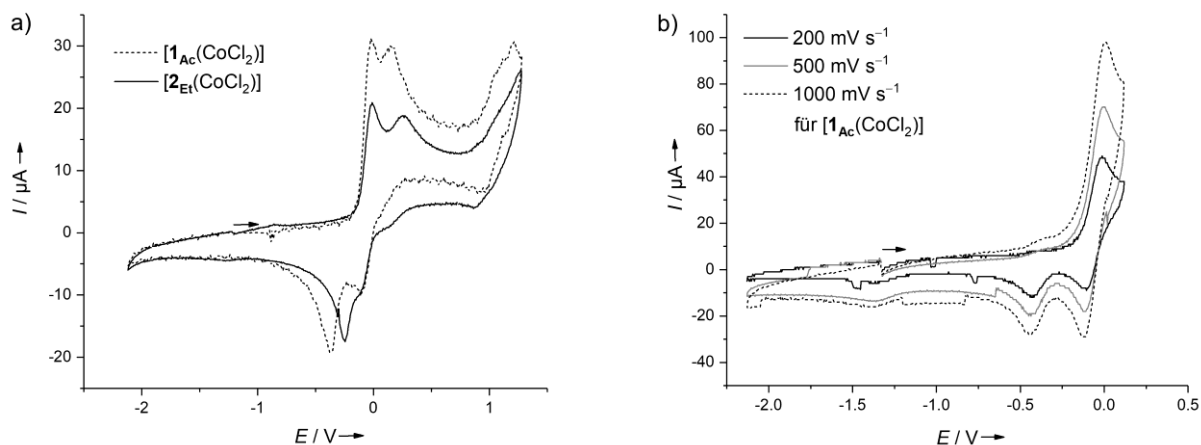 a)
[1Ac(CoCl2)]
[2Et(CoCl2)]
30
20
10
0
-10
-20
I / µA
-2
-1
0
1
E / V
b)
200 mV s⁻¹
500 mV s⁻¹
1000 mV s⁻¹
für [1Ac(CoCl2)]
100
80
60
40
20
0
-20
-40
I / µA
-2.0
-1.5
-1.0
-0.5
0.0
E / V